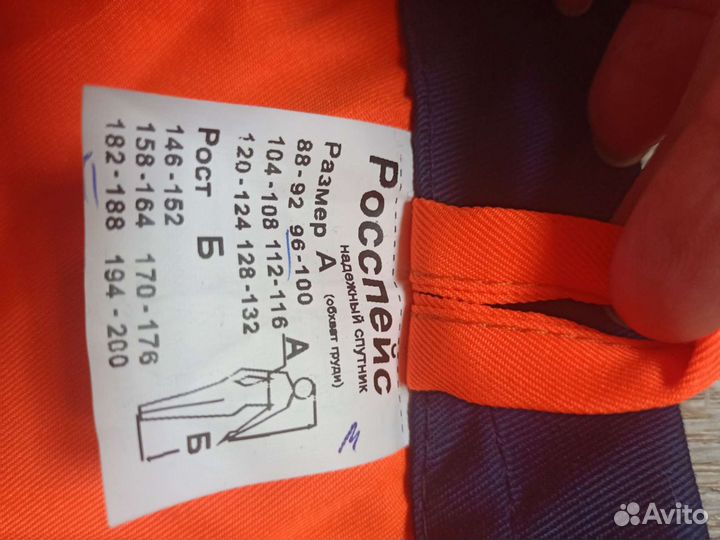 Росспейс
надежный спутник
Размер А (обхват груди)
88-92 96-100
104-108 112-116
120-124 128-132
Рост Б
146-152
158-164 170-176
182-188 194-200
А
Б
м
Avito